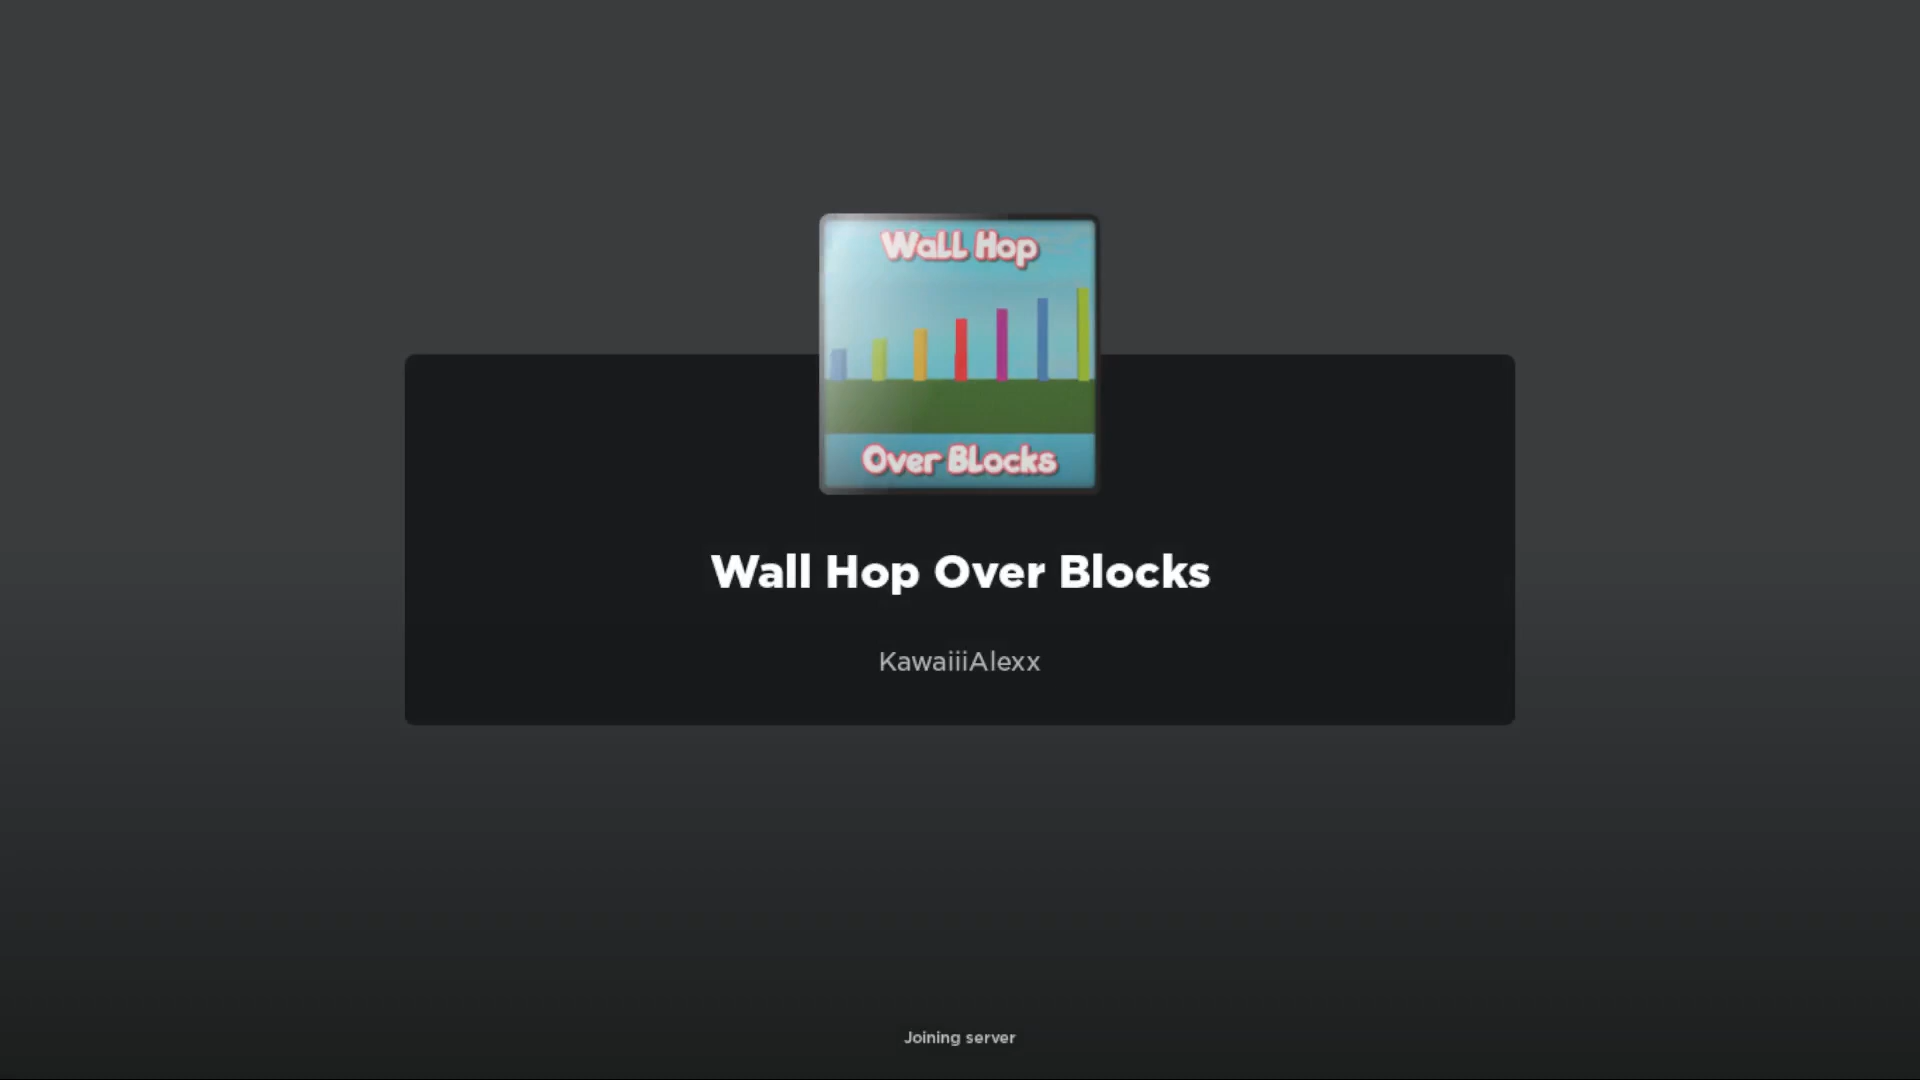 Wall Hop
Over Blocks
Wall Hop Over Blocks
KawaiiiAlexx
Joining server